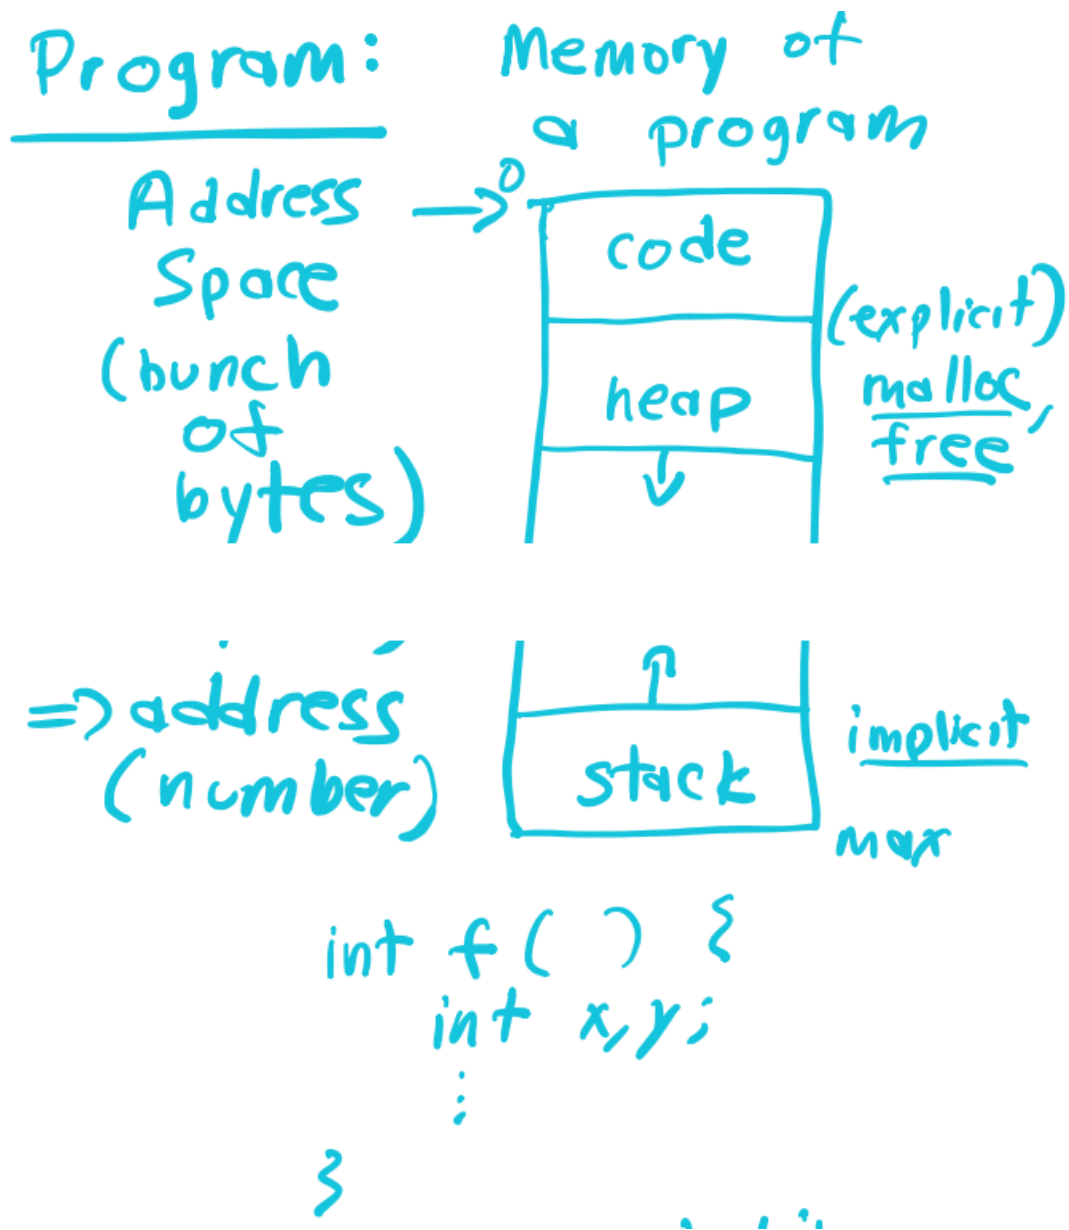 Program:
Memory of
a program
Address →
Space
(bunch
of
bytes)
0
code
heap
(explicit)
malloc,
free
=> address
(number)
stack
implicit
max
int f ( ) {
int x, y;
:
}